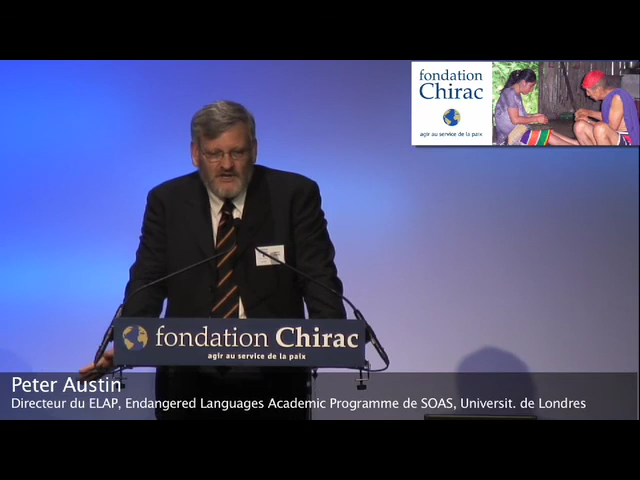 fondation
Chirac
agir au service de la paix
fondation Chirac
agir au service de la paix
Peter Austin
Directeur du ELAP, Endangered Languages Academic Programme de SOAS, Universit. de Londres